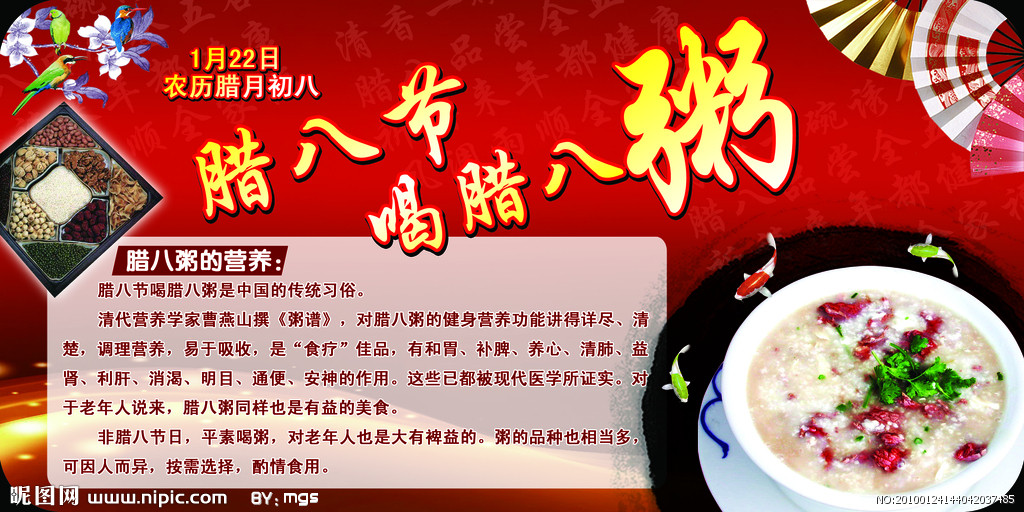 1月22日
农历腊月初八
腊八节
喝腊八粥
腊八粥的营养：
腊八节喝腊八粥是中国的传统习俗。
清代营养学家曹燕山撰《粥谱》，对腊八粥的健身营养功能讲得详尽、清
楚，调理营养，易于吸收，是“食疗”佳品，有和胃、补脾、养心、清肺、益
肾、利肝、消渴、明目、通便、安神的作用。这些已都被现代医学所证实。对
于老年人说来，腊八粥同样也是有益的美食。
非腊八节日，平素喝粥，对老年人也是大有裨益的。粥的品种也相当多，
可因人而异，按需选择，酌情食用。
昵图网 www.nipic.com BY: mgs
NO:20100124144042037485